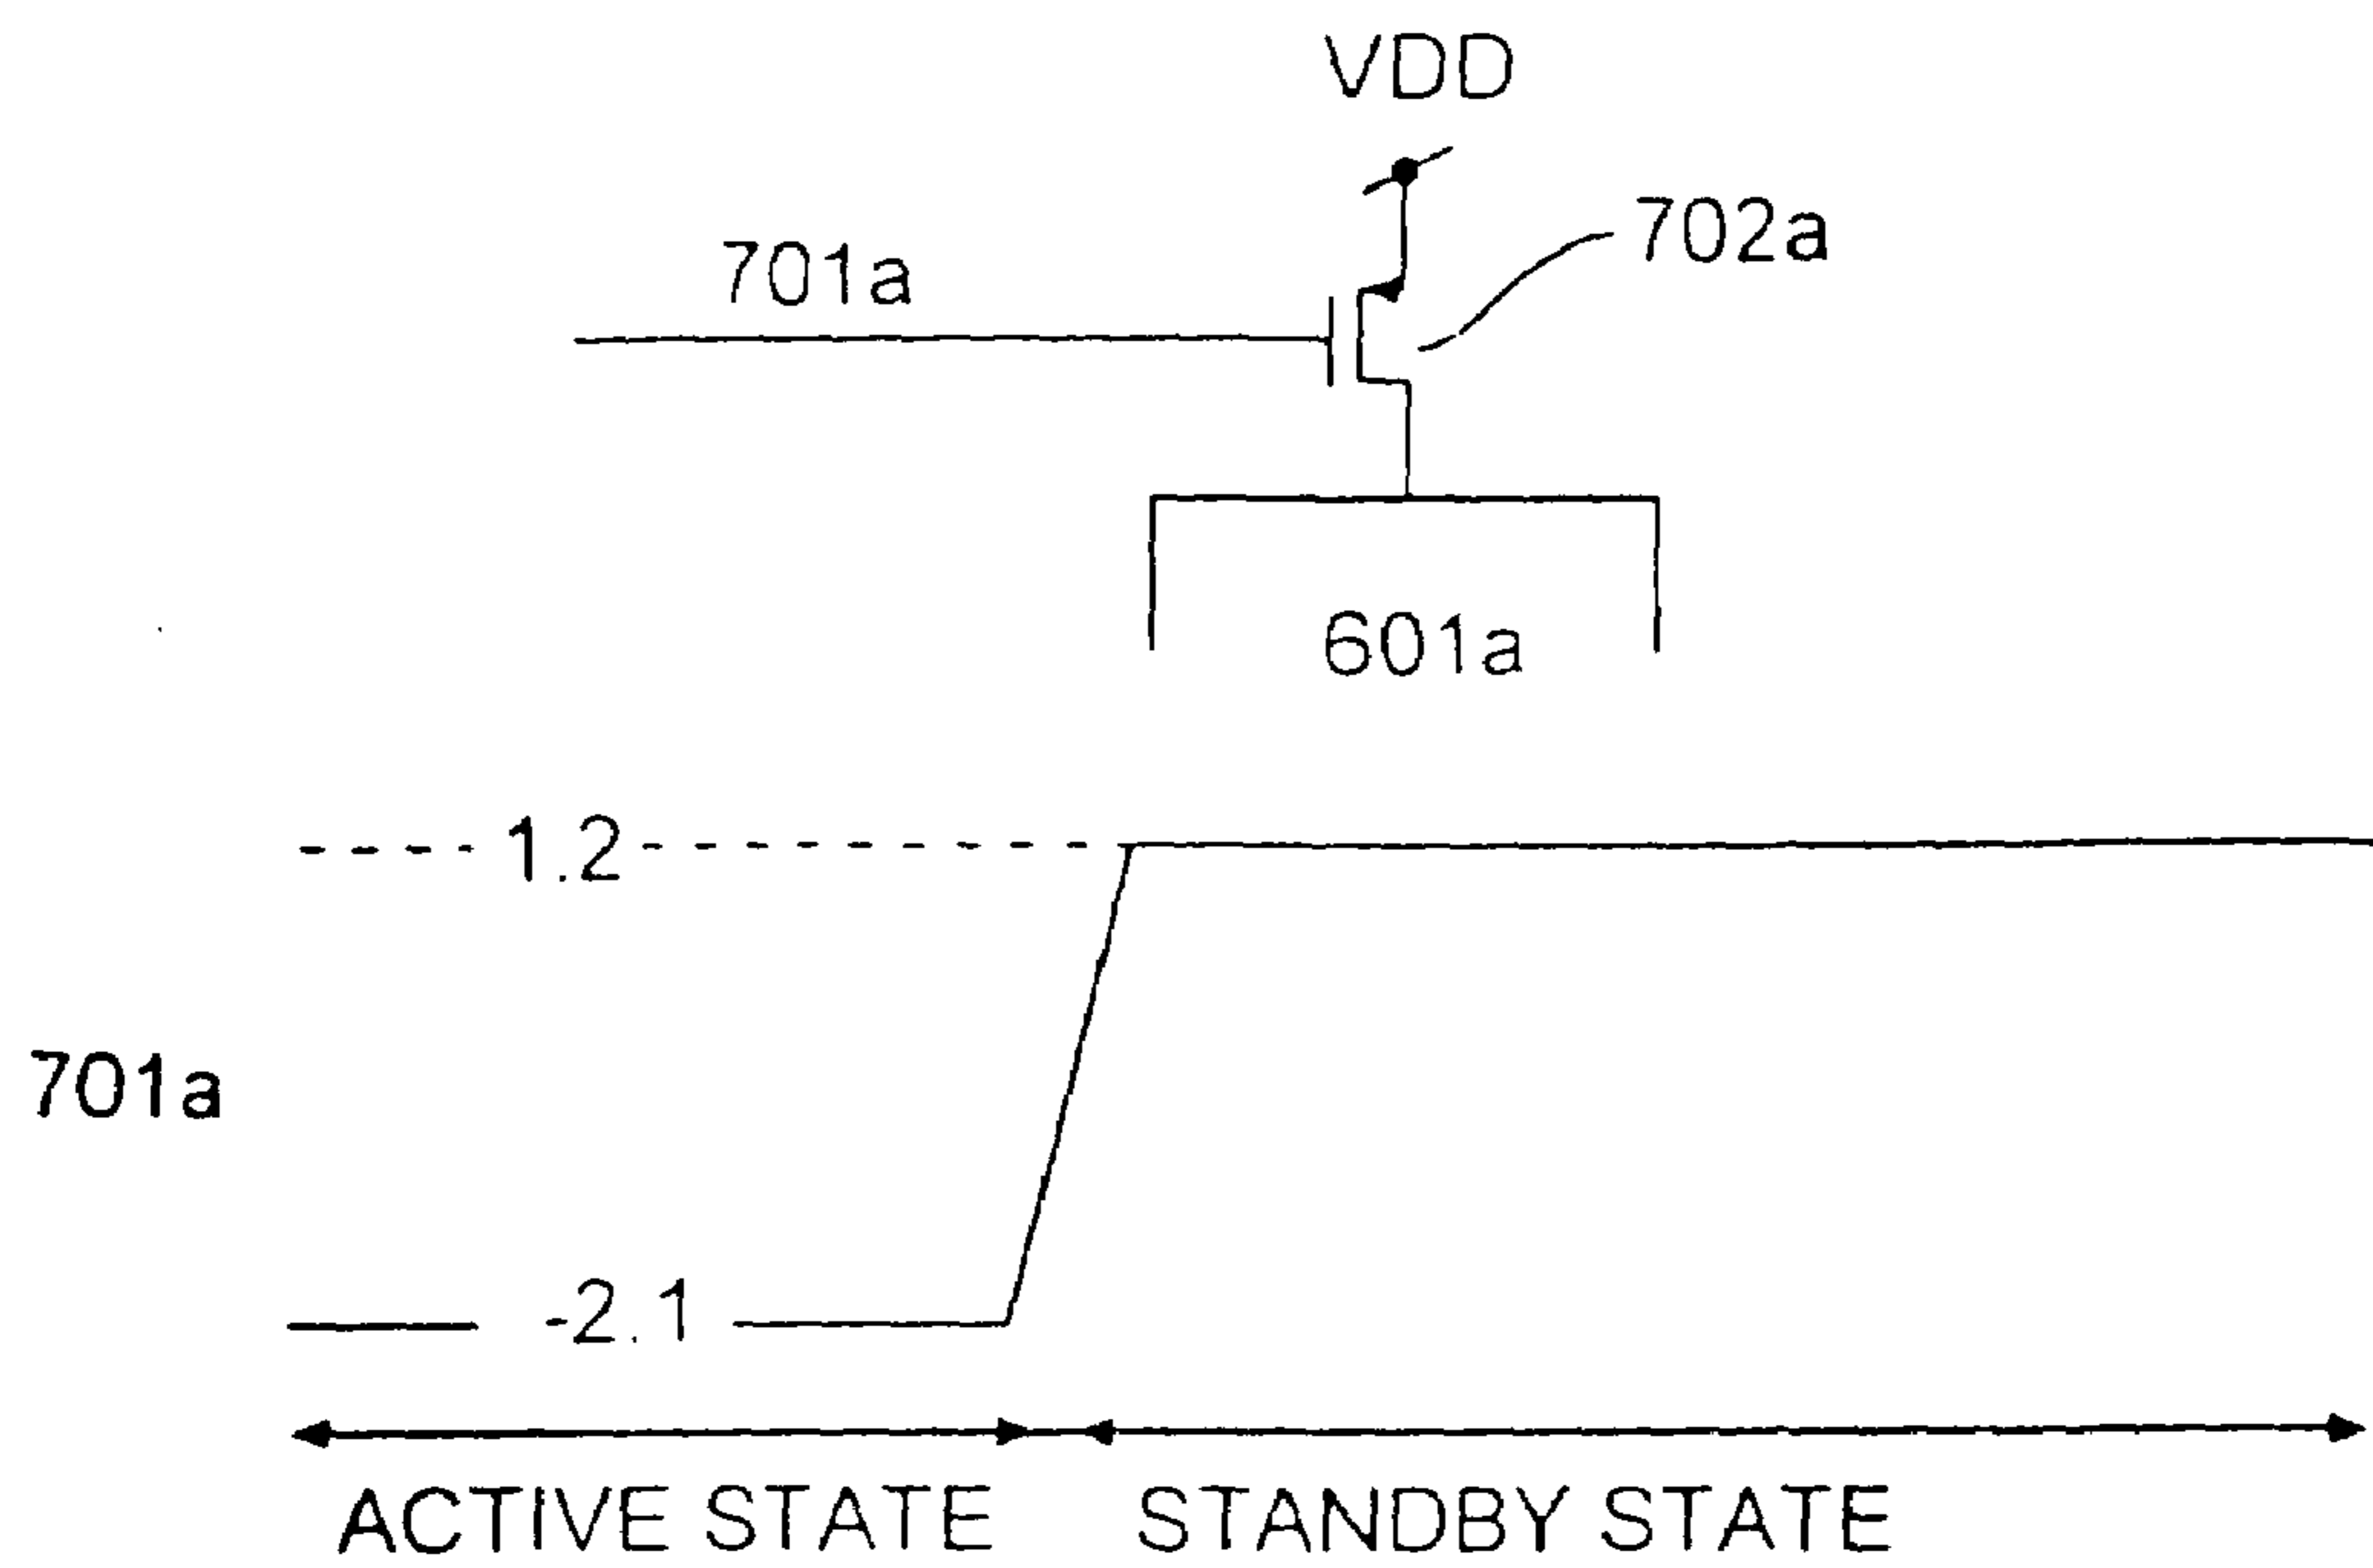 VDD
702a
701a
601a
1.2
701a
-2.1
ACTIVE STATE
STANDBY STATE